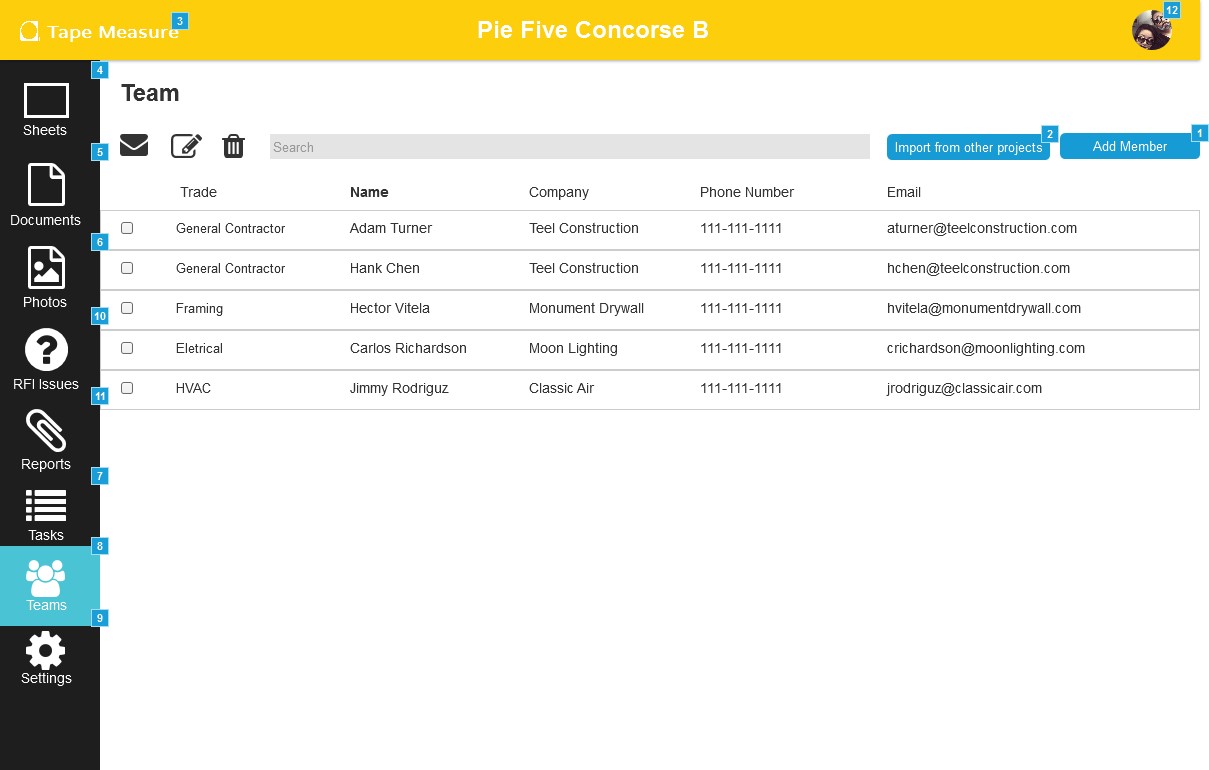 Tape Measure 3 Pie Five Concorse B 12
4
Sheets
5
Documents
6
Photos
10
RFI Issues
11
Reports
7
Tasks
8
Teams
9
Settings
Team
Search Import from other projects 2 Add Member 1
Trade Name Company Phone Number Email
General Contractor Adam Turner Teel Construction 111-111-1111 aturner@teelconstruction.com
General Contractor Hank Chen Teel Construction 111-111-1111 hchen@teelconstruction.com
Framing Hector Vitela Monument Drywall 111-111-1111 hvitela@monumentdrywall.com
Eletrical Carlos Richardson Moon Lighting 111-111-1111 crichardson@moonlighting.com
HVAC Jimmy Rodriguz Classic Air 111-111-1111 jrodriguz@classicair.com